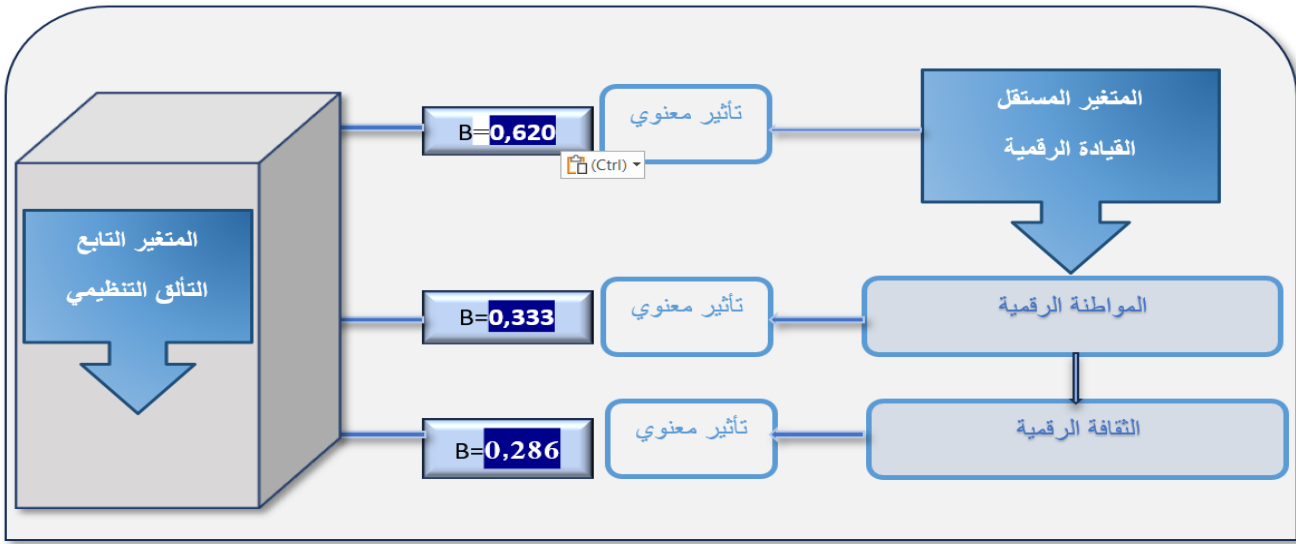 المتغير المستقل
القيادة الرقمية
تأثير معنوي
B=0,620
(Ctrl)
المتغير التابع
التألق التنظيمي
المواطنة الرقمية
تأثير معنوي
B=0,333
الثقافة الرقمية
تأثير معنوي
B=0,286